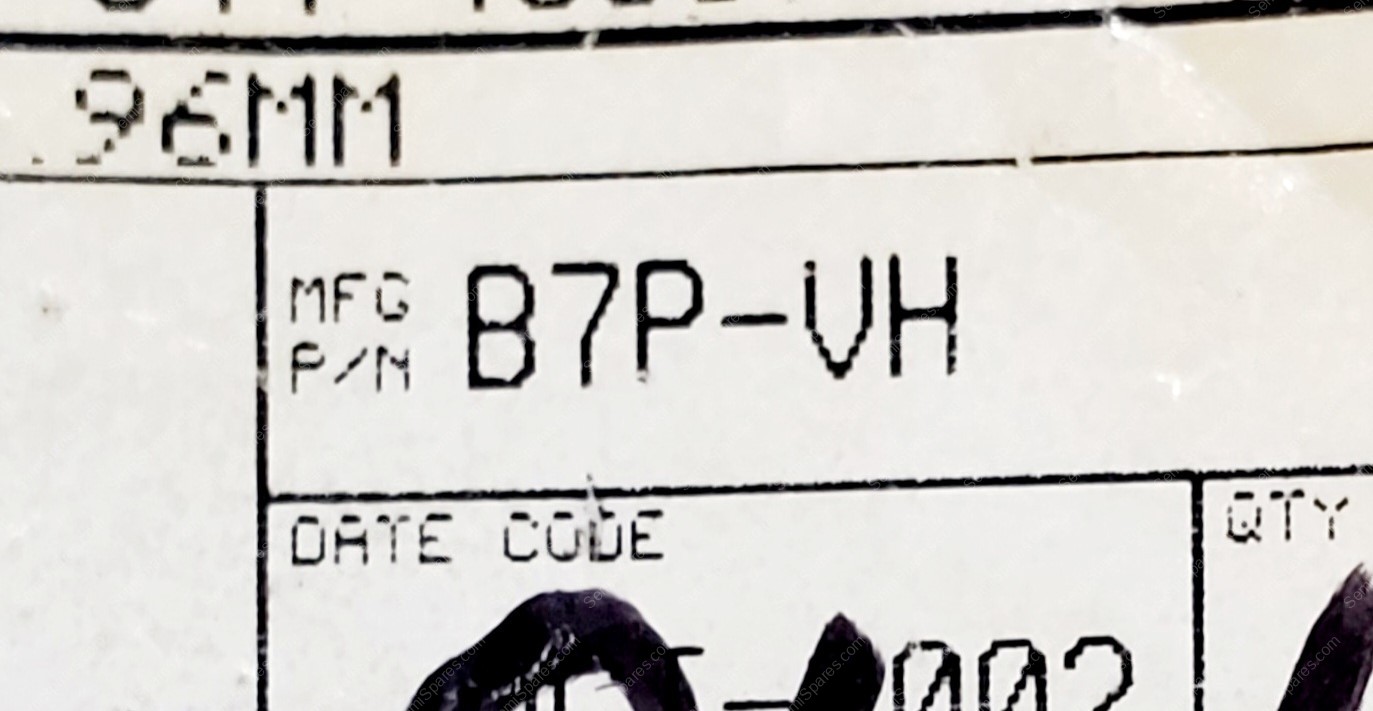 .96MM
MFG P/N B7P-VH
DATE CODE
QTY